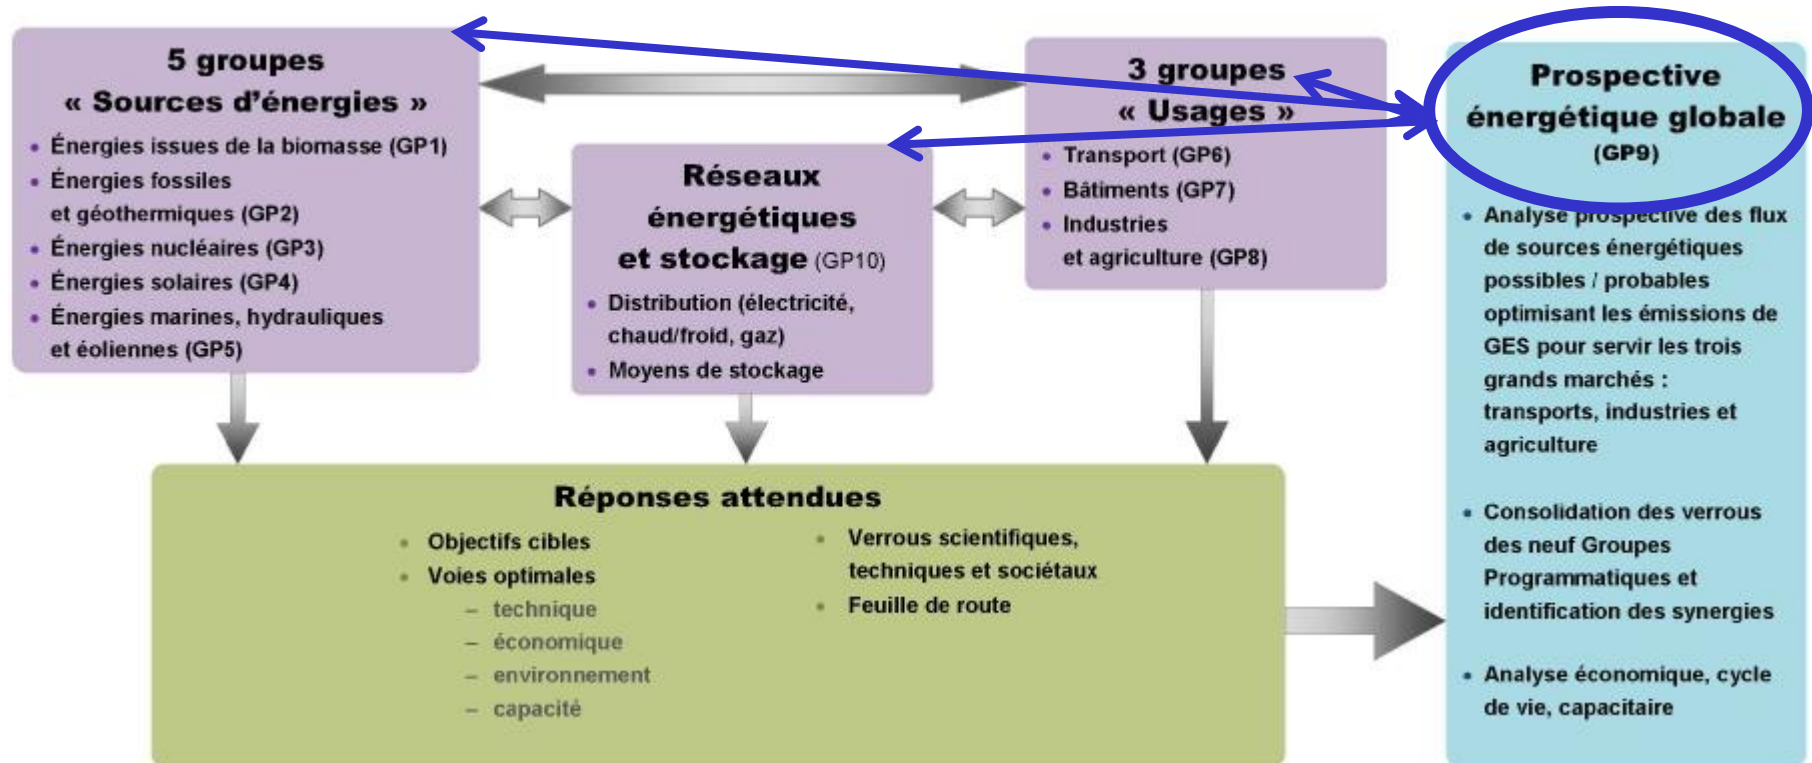 5 groupes
« Sources d'énergies »
• Énergies issues de la biomasse (GP1)
• Énergies fossiles
et géothermiques (GP2)
• Énergies nucléaires (GP3)
• Énergies solaires (GP4)
• Énergies marines, hydrauliques
et éoliennes (GP5)
Réseaux
énergétiques
et stockage (GP10)
• Distribution (électricité,
chaud/froid, gaz)
• Moyens de stockage
3 groupes
« Usages »
• Transport (GP6)
• Bâtiments (GP7)
• Industries
et agriculture (GP8)
Prospective
énergétique globale
(GP9)
• Analyse prospective des flux
de sources énergétiques
possibles / probables
optimisant les émissions de
GES pour servir les trois
grands marchés :
transports, industries et
agriculture
• Consolidation des verrous
des neuf Groupes
Programmatiques et
identification des synergies
• Analyse économique, cycle
de vie, capacitaire
Réponses attendues
• Objectifs cibles
• Voies optimales
– technique
– économique
– environnement
– capacité
• Verrous scientifiques,
techniques et sociétaux
• Feuille de route